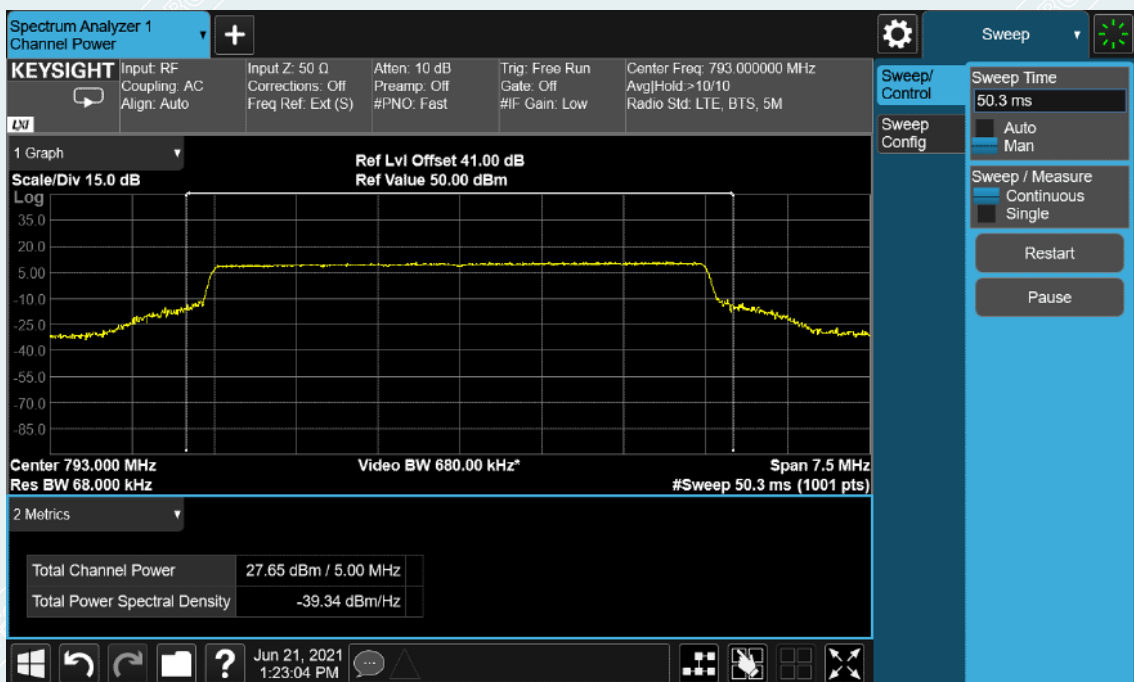 Spectrum Analyzer 1
Channel Power
+
Sweep
KEYSIGHT
LXI
Input: RF
Coupling: AC
Align: Auto
Input Z: 50 Ω
Corrections: Off
Freq Ref: Ext (S)
Atten: 10 dB
Preamp: Off
#PNO: Fast
Trig: Free Run
Gate: Off
#IF Gain: Low
Center Freq: 793.000000 MHz
Avg|Hold:>10/10
Radio Std: LTE, BTS, 5M
Sweep/
Control
Sweep
Config
Sweep Time
50.3 ms
Auto
Man
Sweep / Measure
Continuous
Single
Restart
Pause
1 Graph
Scale/Div 15.0 dB
Ref Lvl Offset 41.00 dB
Ref Value 50.00 dBm
Log
35.0
20.0
5.00
-10.0
-25.0
-40.0
-55.0
-70.0
-85.0
Center 793.000 MHz
Res BW 68.000 kHz
Video BW 680.00 kHz*
Span 7.5 MHz
#Sweep 50.3 ms (1001 pts)
2 Metrics
Total Channel Power 27.65 dBm / 5.00 MHz
Total Power Spectral Density -39.34 dBm/Hz
?
Jun 21, 2021
1:23:04 PM